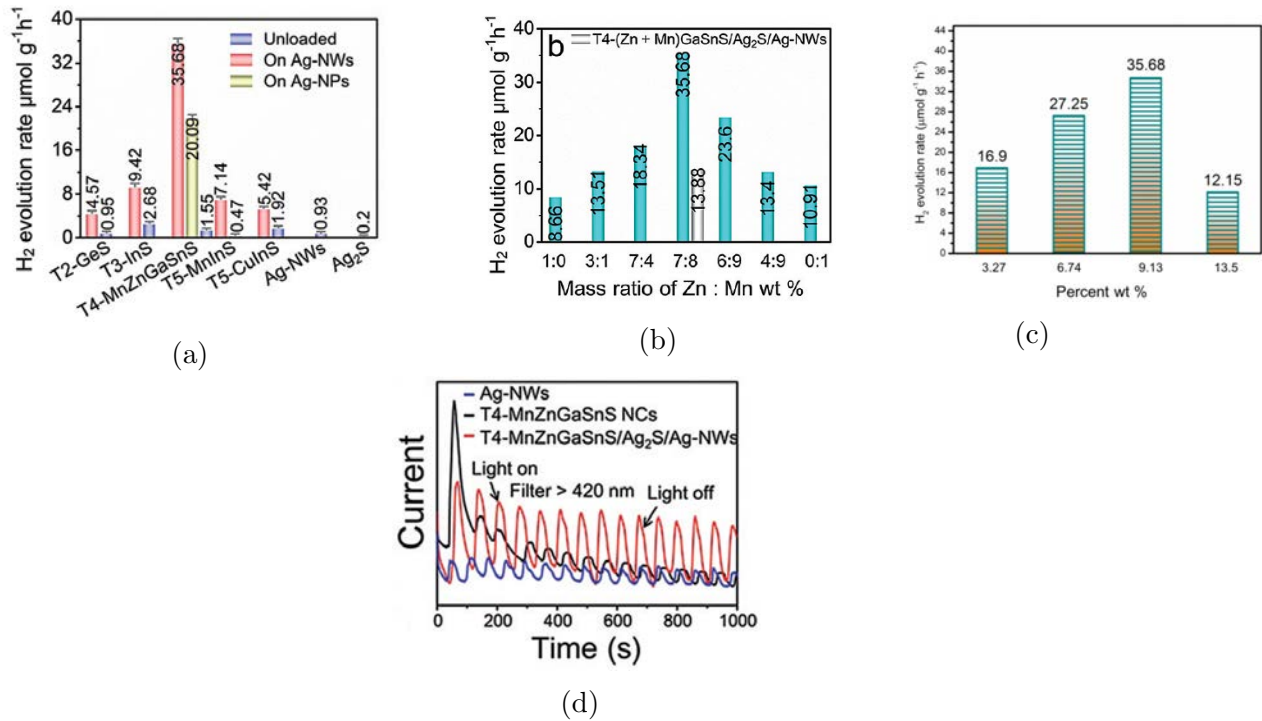 H₂ evolution rate μmol g⁻¹h⁻¹
40
32
24
16
8
0
Unloaded
On Ag-NWs
On Ag-NPs
4.57
0.95
9.42
2.68
35.68
20.09
1.55
7.14
0.47
5.42
1.92
0.93
0.2
T2-GeS
T3-InS
T4-MnZnGaSnS
T5-MnInS
T5-CuInS
Ag-NWs
Ag₂S
(a)
b
T4-(Zn + Mn)GaSnS/Ag₂S/Ag-NWs
H₂ evolution rate μmol g⁻¹h⁻¹
40
30
20
10
0
8.66
13.51
18.34
35.68
13.88
23.6
13.4
10.91
1:0 3:1 7:4 7:8 6:9 4:9 0:1
Mass ratio of Zn : Mn wt %
(b)
H₂ evolution rate (μmol g⁻¹ h⁻¹)
44
40
36
32
28
24
20
16
12
8
4
0
16.9
27.25
35.68
12.15
3.27 6.74 9.13 13.5
Percent wt %
(c)
Current
Ag-NWs
T4-MnZnGaSnS NCs
T4-MnZnGaSnS/Ag₂S/Ag-NWs
Light on
Filter > 420 nm
Light off
0 200 400 600 800 1000
Time (s)
(d)